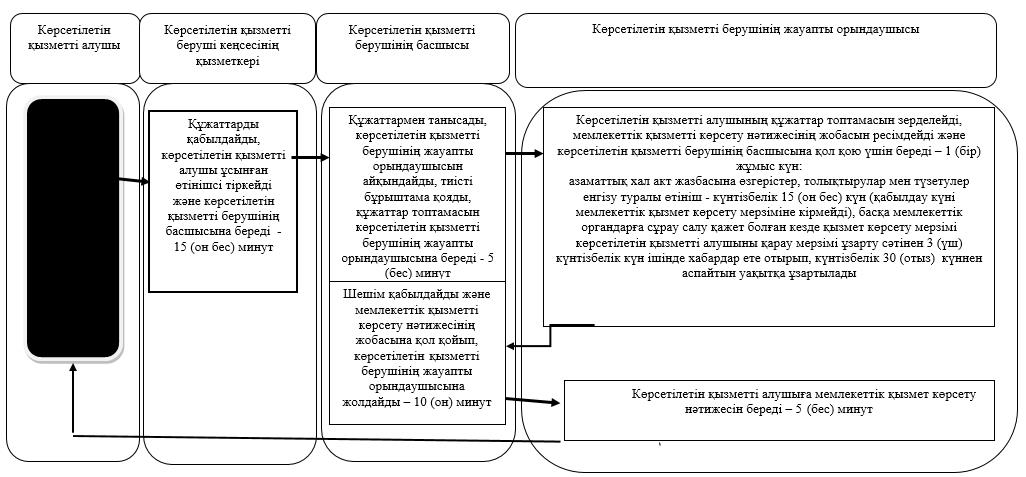 Көрсетілетін
қызметті алушы
Көрсетілетін қызметті
беруші кеңсесінің
қызметкері
Көрсетілетін қызметті
берушінің басшысы
Көрсетілетін қызметті берушінің жауапты орындаушысы
Құжаттарды
қабылдайды,
көрсетілетін қызметті
алушы ұсынған
өтінішсі тіркейді
және көрсетілетін
қызметті берушінің
басшысына береді -
15 (он бес) минут
Құжаттармен танысады,
көрсетілетін қызметті
берушінің жауапты
орындаушысын
айқындайды, тиісті
бұрыштама қояды,
құжаттар топтамасын
көрсетілетін қызметті
берушінің жауапты
орындаушысына береді - 5
(бес) минут
Шешім қабылдайды және
мемлекеттік қызметті
көрсету нәтижесінің
жобасына қол қойып,
көрсетілетін қызметті
берушінің жауапты
орындаушысына
жолдайды – 10 (он) минут
Көрсетілетін қызметті алушының құжаттар топтамасын зерделейді,
мемлекеттік қызметті көрсету нәтижесінің жобасын ресімдейді және
көрсетілетін қызметті берушінің басшысына қол қою үшін береді – 1 (бір)
жұмыс күн:
азаматтық хал акт жазбасына өзгерістер, толықтырулар мен түзетулер
енгізу туралы өтініш - күнтізбелік 15 (он бес) күн (қабылдау күні
мемлекеттік қызмет көрсету мерзіміне кірмейді), басқа мемлекеттік
органдарға сұрау салу қажет болған кезде қызмет көрсету мерзімі
көрсетілетін қызметті алушыны қарау мерзімі ұзарту сәтінен 3 (үш)
күнтізбелік күн ішінде хабардар ете отырып, күнтізбелік 30 (отыз) күннен
аспайтын уақытқа ұзартылады
Көрсетілетін қызметті алушыға мемлекеттік қызмет көрсету
нәтижесін береді – 5 (бес) минут